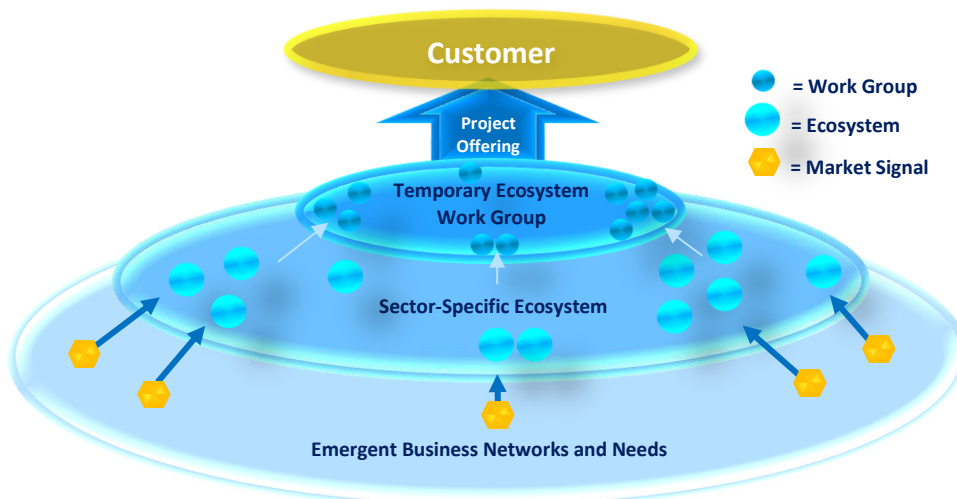 Customer
Project
Offering
= Work Group
= Ecosystem
= Market Signal
Temporary Ecosystem
Work Group
Sector-Specific Ecosystem
Emergent Business Networks and Needs